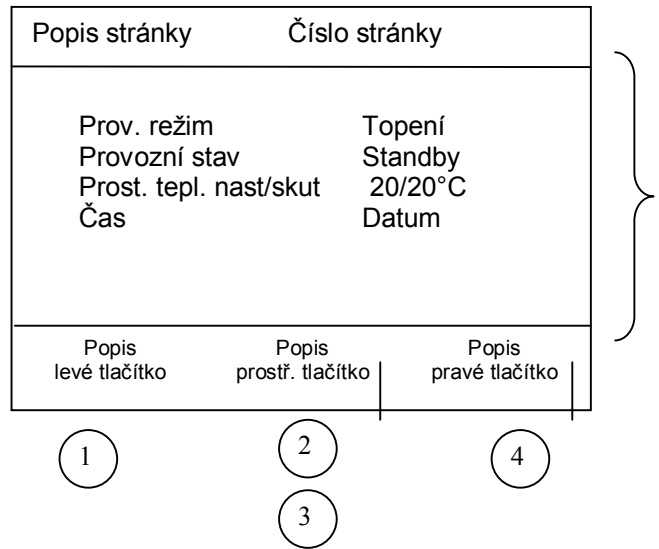 Popis stránky Číslo stránky
Prov. režim Topení
Provozní stav Standby
Prost. tepl. nast/skut 20/20°C
Čas Datum
Popis Popis Popis
levé tlačítko prostř. tlačítko pravé tlačítko
1 2 4
3